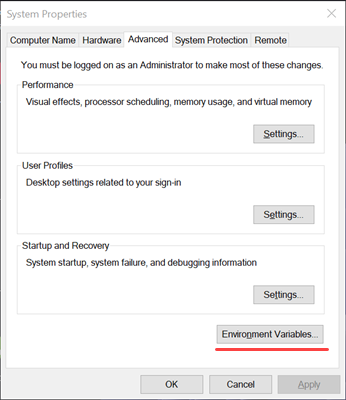 System Properties
Computer Name Hardware Advanced System Protection Remote
You must be logged on as an Administrator to make most of these changes.
Performance
Visual effects, processor scheduling, memory usage, and virtual memory
Settings...
User Profiles
Desktop settings related to your sign-in
Settings...
Startup and Recovery
System startup, system failure, and debugging information
Settings...
Environment Variables...
OK Cancel Apply